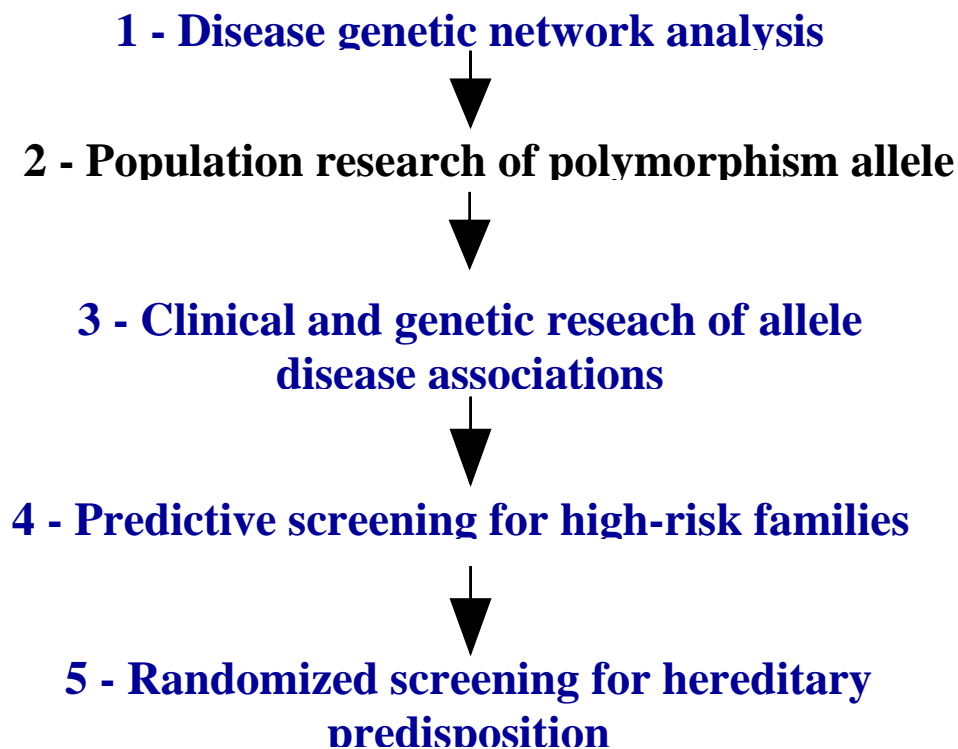 1 - Disease genetic network analysis
2 - Population research of polymorphism allele
3 - Clinical and genetic reseach of allele
disease associations
4 - Predictive screening for high-risk families
5 - Randomized screening for hereditary
predisposition